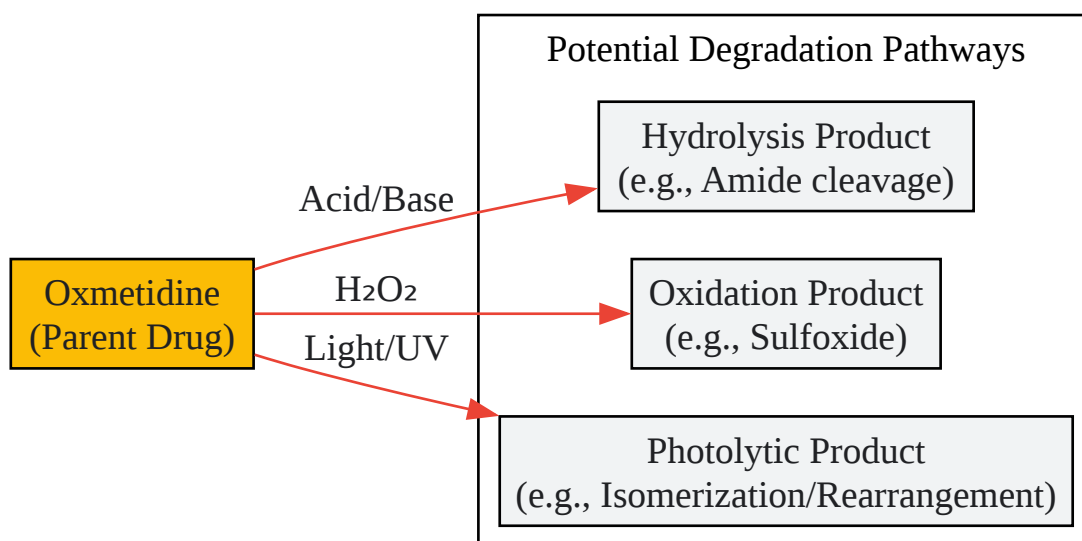 Potential Degradation Pathways
Hydrolysis Product
(e.g., Amide cleavage)
Acid/Base
Oxmetidine
(Parent Drug)
H₂O₂
Oxidation Product
(e.g., Sulfoxide)
Light/UV
Photolytic Product
(e.g., Isomerization/Rearrangement)